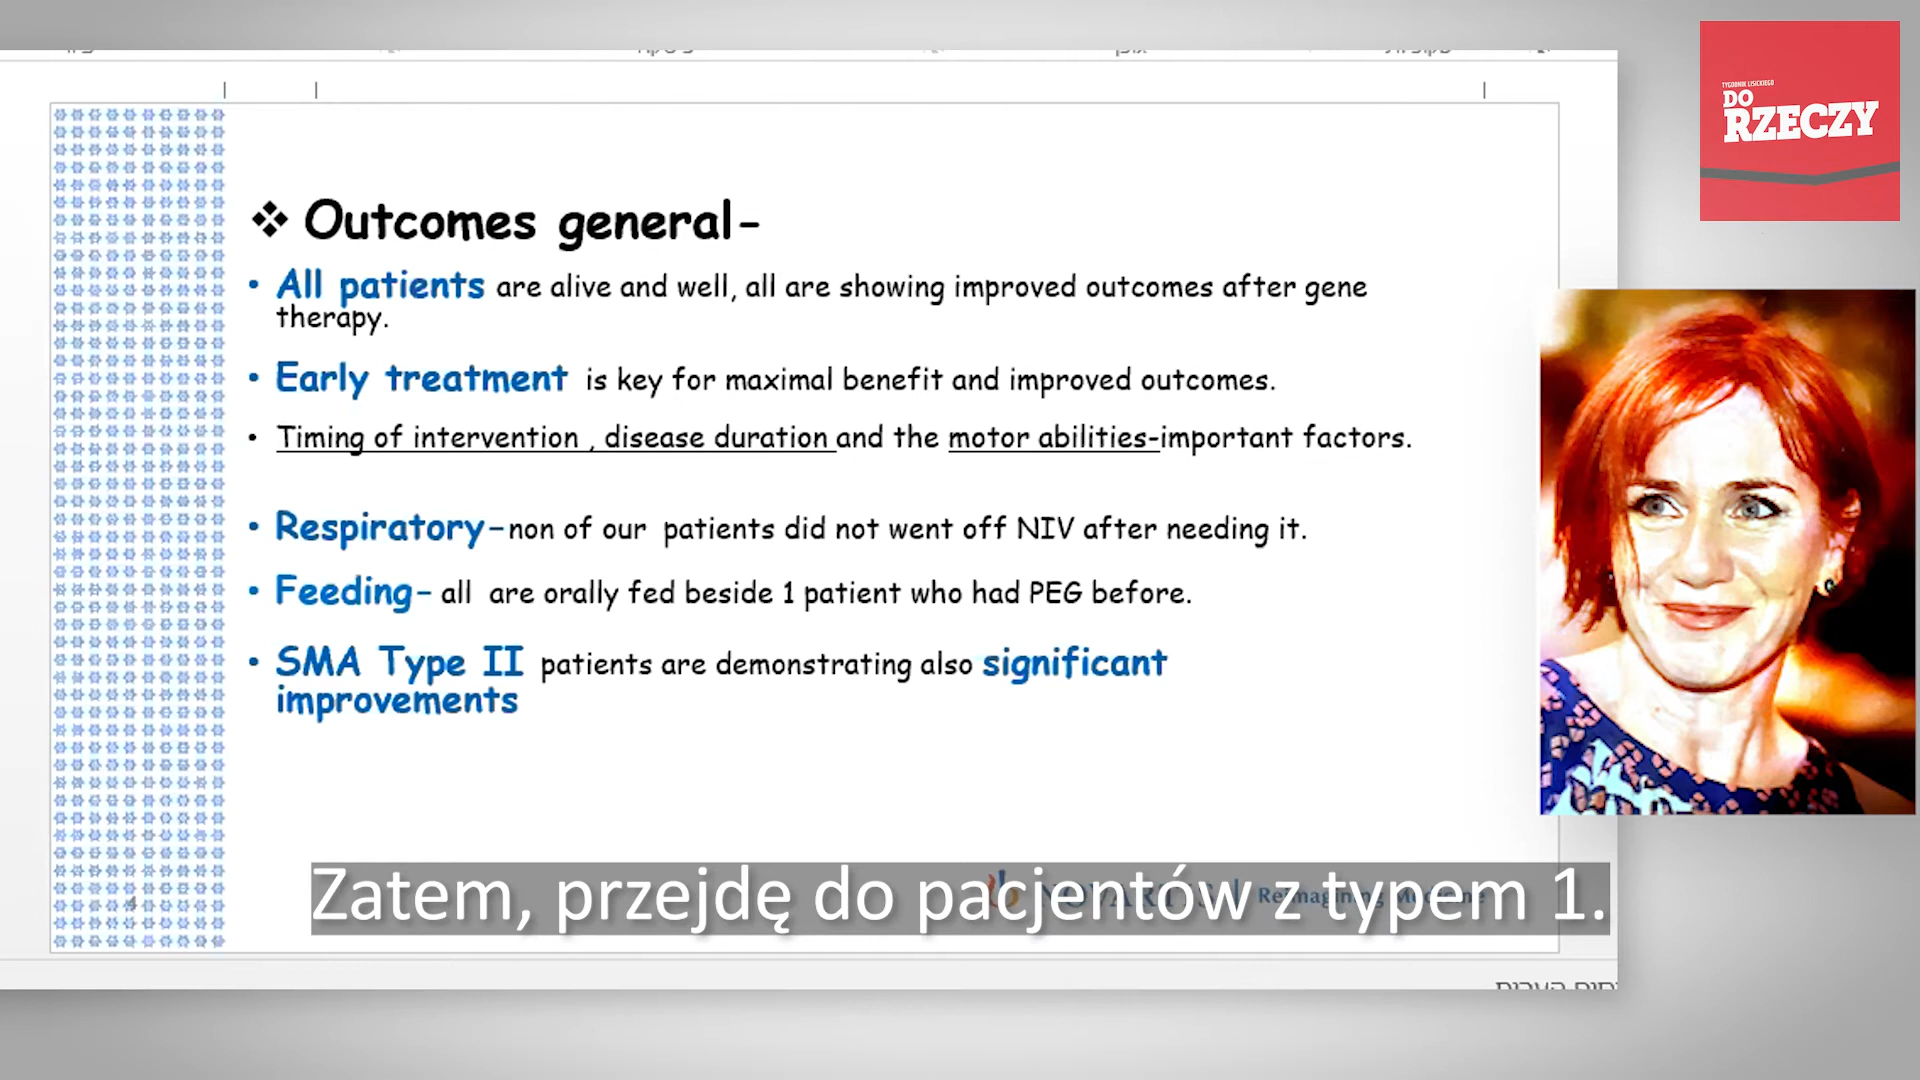 TYGODNIK LISICKIEGO
DO
RZECZY
❖ Outcomes general-
• All patients are alive and well, all are showing improved outcomes after gene
therapy.
• Early treatment is key for maximal benefit and improved outcomes.
• Timing of intervention , disease duration and the motor abilities-important factors.
• Respiratory-non of our patients did not went off NIV after needing it.
• Feeding- all are orally fed beside 1 patient who had PEG before.
• SMA Type II patients are demonstrating also significant
improvements
4
NOVARTIS | Reimagining Medicine
Zatem, przejdę do pacjentów z typem 1.